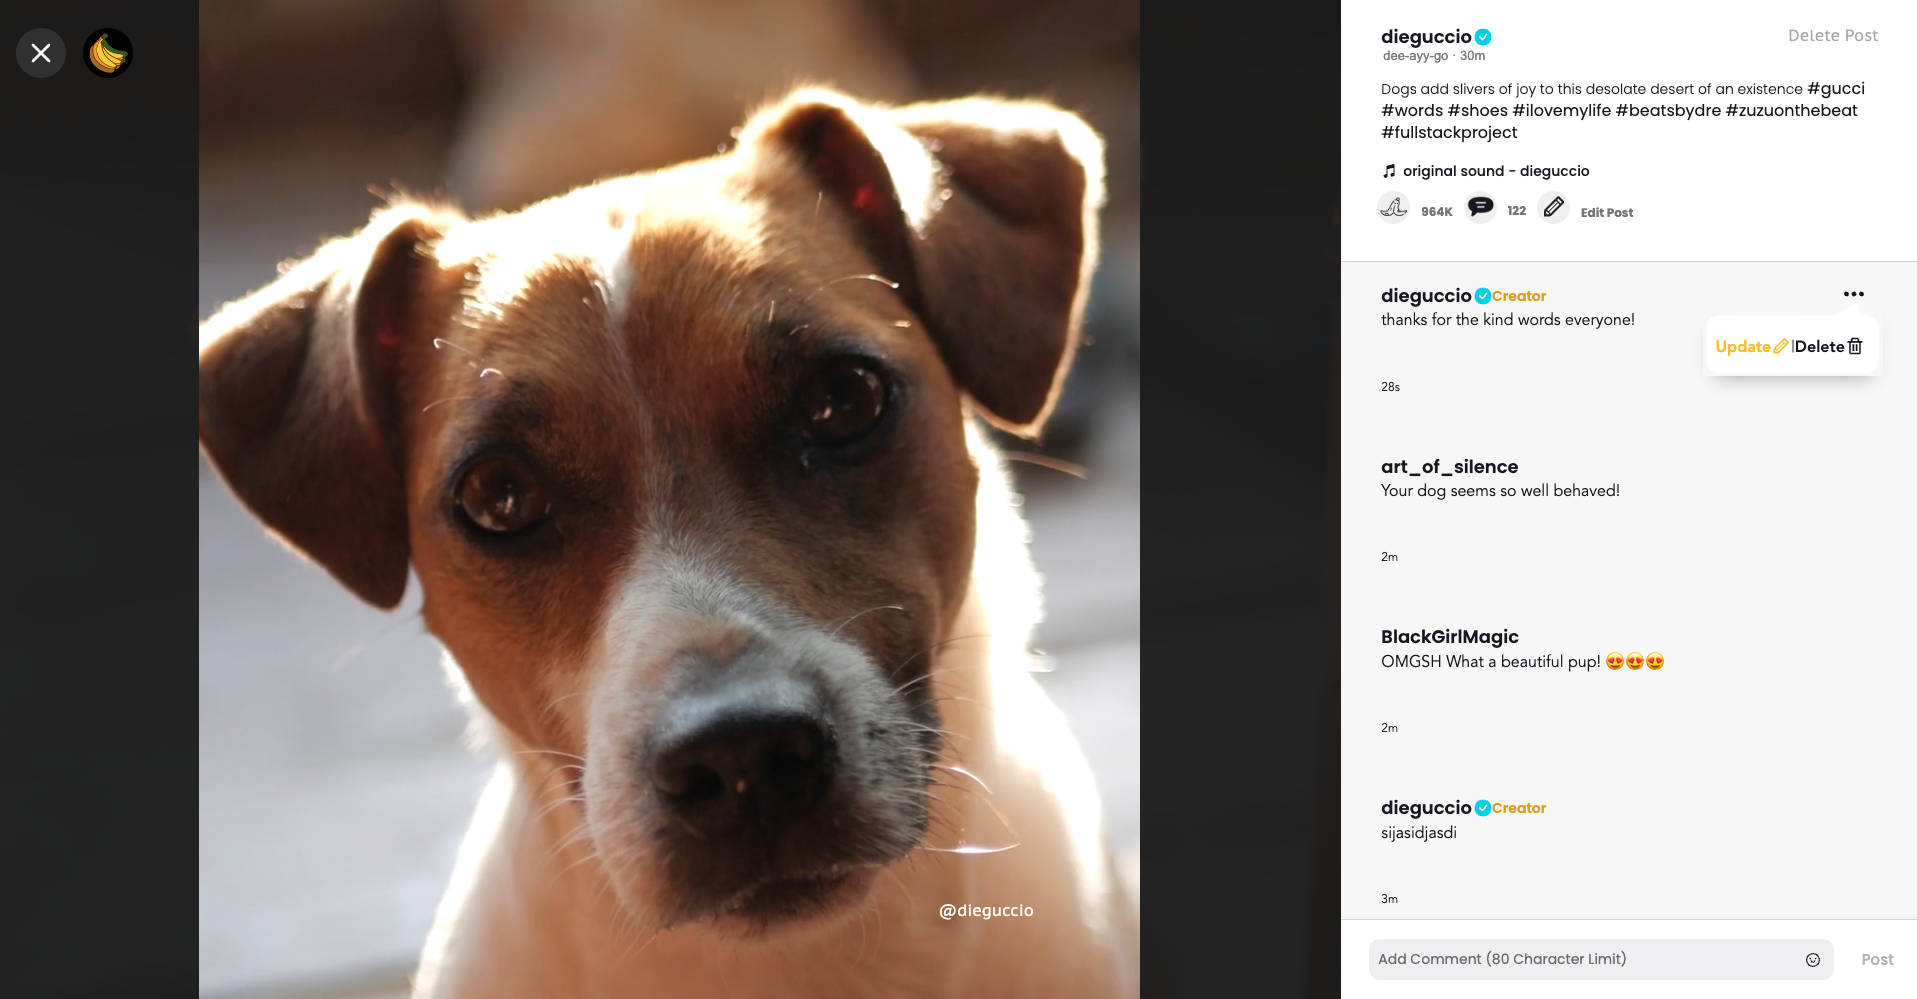 dieguccio
Delete Post
dee-ayy-go · 30m
Dogs add slivers of joy to this desolate desert of an existence #gucci
#words #shoes #ilovemylife #beatsbydre #zuzuonthebeat
#fullstackproject
original sound - dieguccio
964K 122 Edit Post
dieguccio Creator
thanks for the kind words everyone!
Update | Delete
28s
art_of_silence
Your dog seems so well behaved!
2m
BlackGirlMagic
OMGSH What a beautiful pup! 😍😍😍
2m
dieguccio Creator
sijasidjasdi
3m
@dieguccio
Add Comment (80 Character Limit)
Post